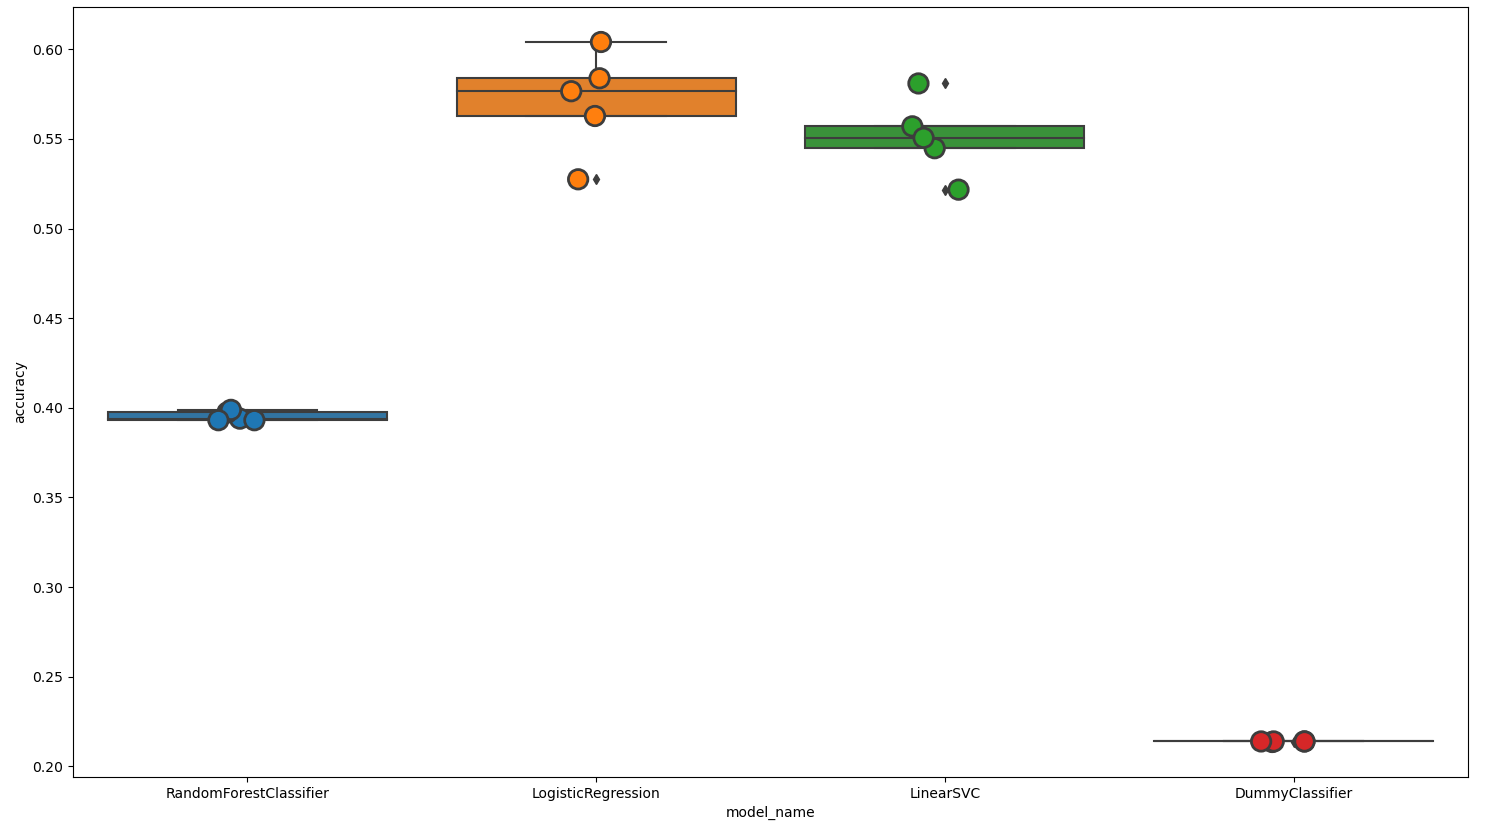 accuracy
0.60
0.55
0.50
0.45
0.40
0.35
0.30
0.25
0.20
RandomForestClassifier
LogisticRegression
LinearSVC
DummyClassifier
model_name